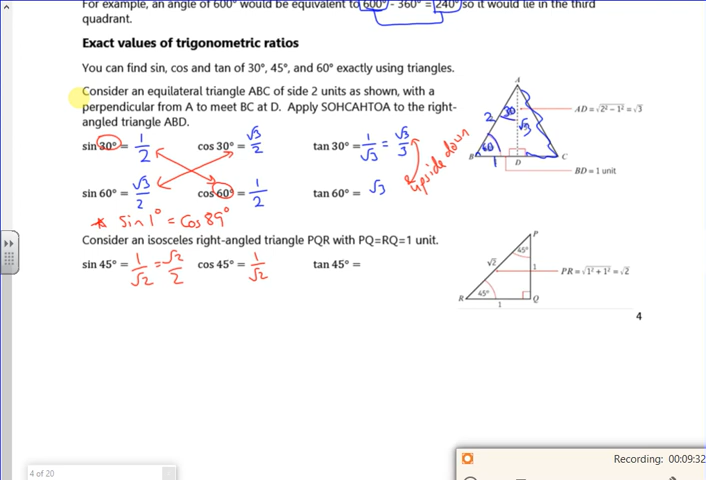 For example, an angle of 600° would be equivalent to 600° - 360° = 240° so it would lie in the third
quadrant.
Exact values of trigonometric ratios
You can find sin, cos and tan of 30°, 45°, and 60° exactly using triangles.
Consider an equilateral triangle ABC of side 2 units as shown, with a
perpendicular from A to meet BC at D. Apply SOHCAHTOA to the right-
angled triangle ABD.
sin 30° = 1/2 cos 30° = √3/2 tan 30° = 1/√3 = √3/3
upside down
sin 60° = √3/2 cos 60° = 1/2 tan 60° = √3
* Sin 1° = Cos 89°
A
2
30
√3
60
B
1
D
C
AD = √2² − 1² = √3
BD = 1 unit
Consider an isosceles right-angled triangle PQR with PQ=RQ=1 unit.
sin 45° = 1/√2 = √2/2 cos 45° = 1/√2 tan 45° =
P
45°
√2
1
45°
R
1
Q
PR = √1² + 1² = √2
4
4 of 20
Recording: 00:09:32